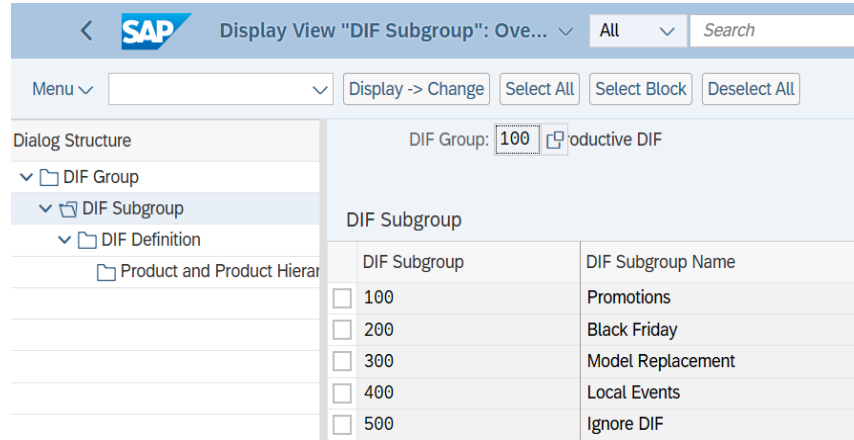 SAP Display View "DIF Subgroup": Ove... All Search
Menu Display -> Change Select All Select Block Deselect All
Dialog Structure
DIF Group
DIF Subgroup
DIF Definition
Product and Product Hierar
DIF Group: 100 oductive DIF
DIF Subgroup
DIF Subgroup DIF Subgroup Name
100 Promotions
200 Black Friday
300 Model Replacement
400 Local Events
500 Ignore DIF